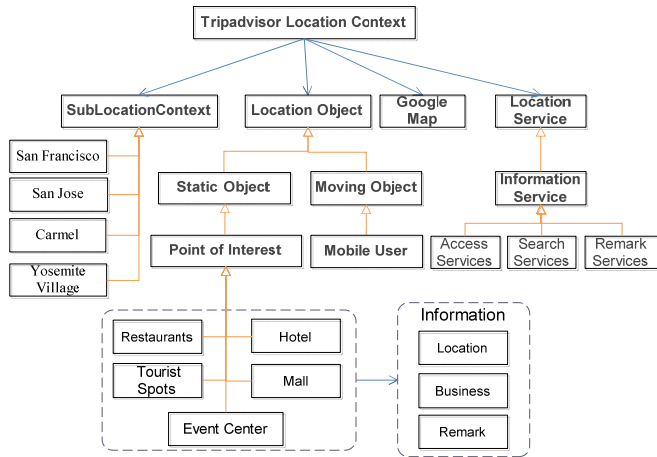 Tripadvisor Location Context
SubLocationContext
Location Object
Google
Map
Location
Service
San Francisco
San Jose
Carmel
Yosemite
Village
Static Object
Moving Object
Information
Service
Point of Interest
Mobile User
Access
Services
Search
Services
Remark
Services
Restaurants
Hotel
Tourist
Spots
Mall
Event Center
Information
Location
Business
Remark